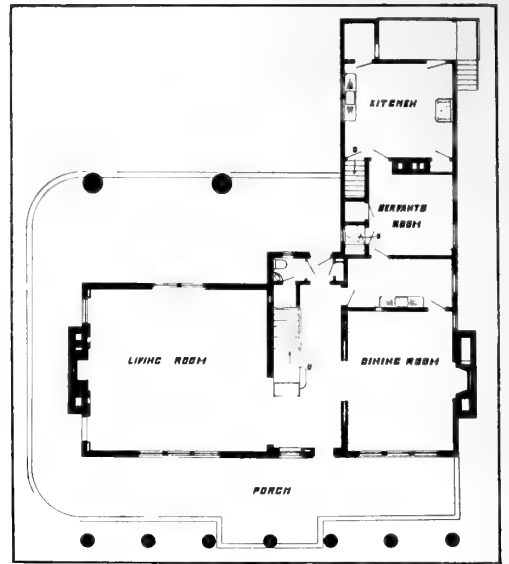 KITCHEN
SERVANTS
ROOM
LIVING ROOM
DINING ROOM
PORCH